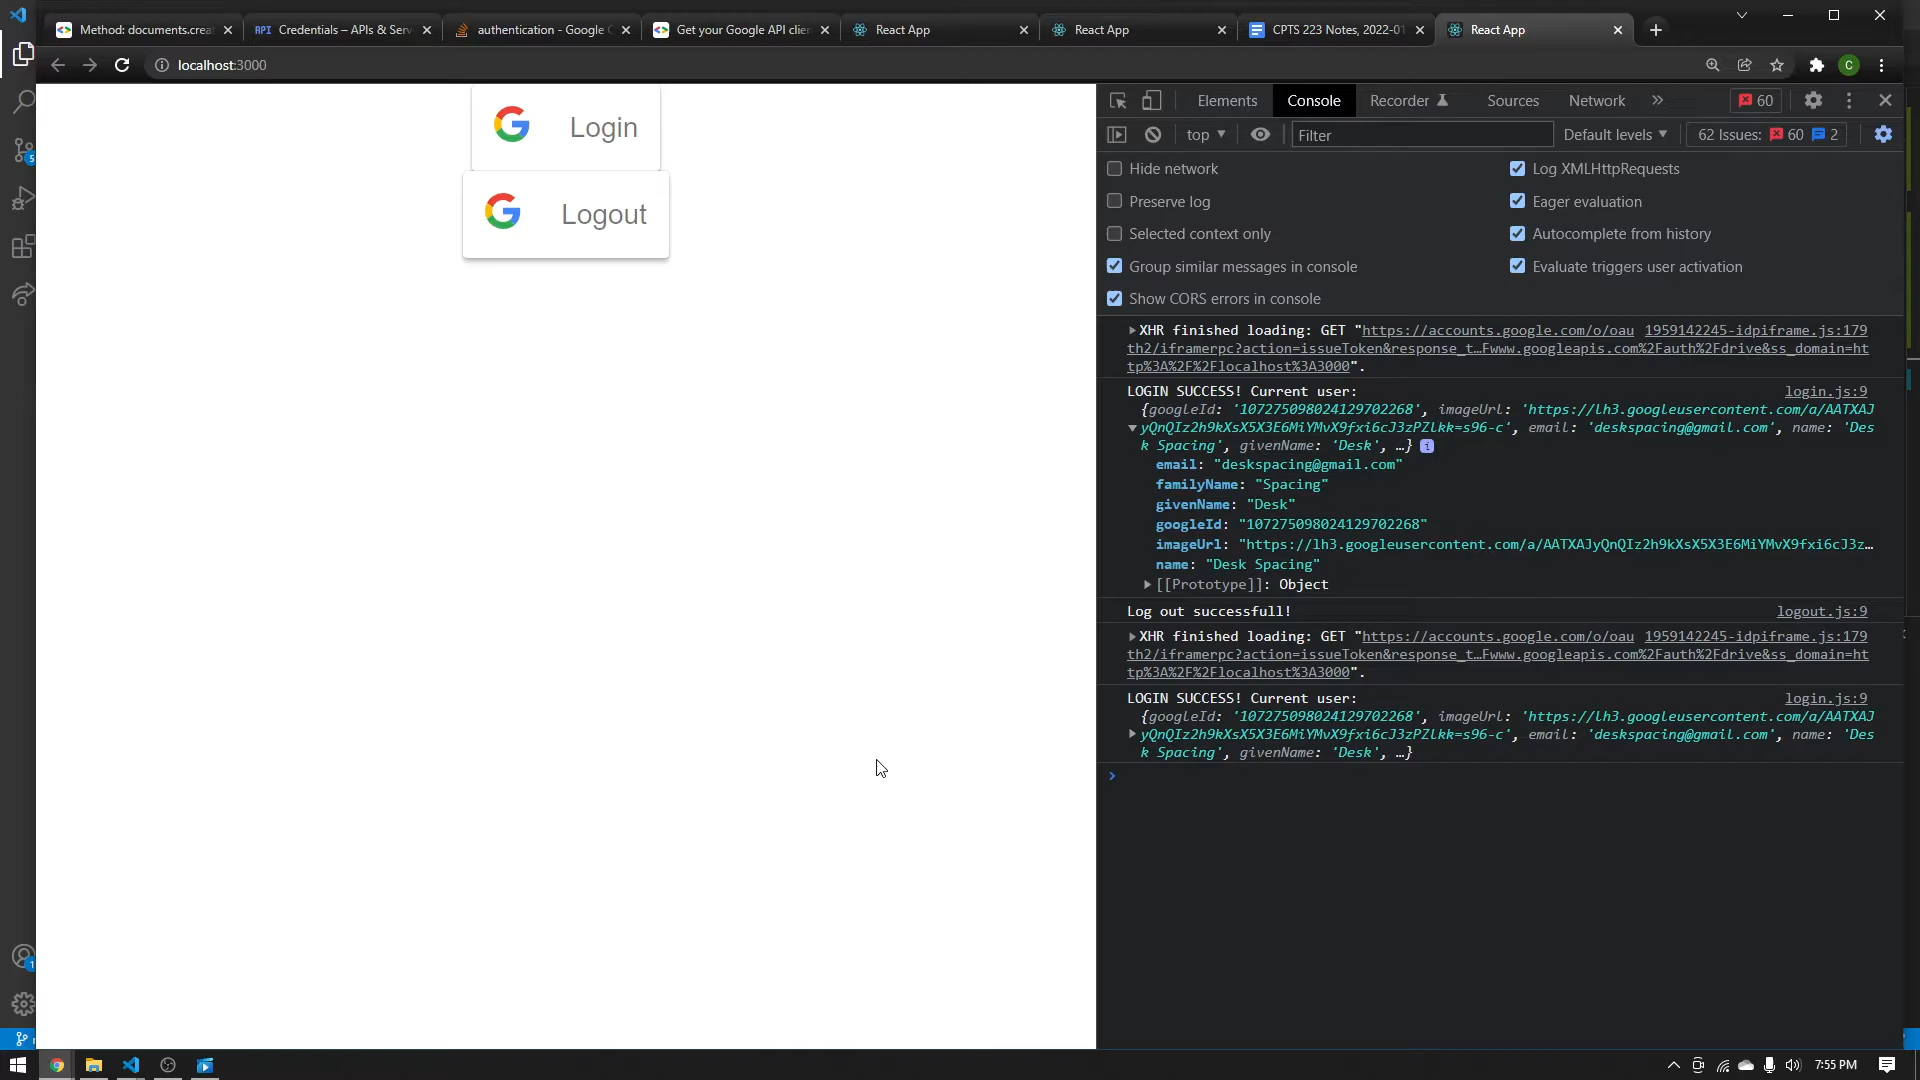 Method: documents.creat
Credentials – APIs & Serv
authentication - Google C
Get your Google API clien
React App
React App
CPTS 223 Notes, 2022-01
React App
localhost:3000
C
Login
Logout
Elements
Console
Recorder
Sources
Network
60
top
Filter
Default levels
62 Issues: 60 2
Hide network
Log XMLHttpRequests
Preserve log
Eager evaluation
Selected context only
Autocomplete from history
Group similar messages in console
Evaluate triggers user activation
Show CORS errors in console
XHR finished loading: GET "https://accounts.google.com/o/oau 1959142245-idpiframe.js:179
th2/iframerpc?action=issueToken&response_t…Fwww.googleapis.com%2Fauth%2Fdrive&ss_domain=ht
tp%3A%2F%2Flocalhost%3A3000".
LOGIN SUCCESS! Current user: login.js:9
{googleId: '107275098024129702268', imageUrl: 'https://lh3.googleusercontent.com/a/AATXAJ
yQnQIz2h9kXsX5X3E6MiYMvX9fxi6cJ3zPZlkk=s96-c', email: 'deskspacing@gmail.com', name: 'Des
k Spacing', givenName: 'Desk', …} i
email: "deskspacing@gmail.com"
familyName: "Spacing"
givenName: "Desk"
googleId: "107275098024129702268"
imageUrl: "https://lh3.googleusercontent.com/a/AATXAJyQnQIz2h9kXsX5X3E6MiYMvX9fxi6cJ3z…
name: "Desk Spacing"
[[Prototype]]: Object
Log out successfull! logout.js:9
XHR finished loading: GET "https://accounts.google.com/o/oau 1959142245-idpiframe.js:179
th2/iframerpc?action=issueToken&response_t…Fwww.googleapis.com%2Fauth%2Fdrive&ss_domain=ht
tp%3A%2F%2Flocalhost%3A3000".
LOGIN SUCCESS! Current user: login.js:9
{googleId: '107275098024129702268', imageUrl: 'https://lh3.googleusercontent.com/a/AATXAJ
yQnQIz2h9kXsX5X3E6MiYMvX9fxi6cJ3zPZlkk=s96-c', email: 'deskspacing@gmail.com', name: 'Des
k Spacing', givenName: 'Desk', …}
5
1
7:55 PM